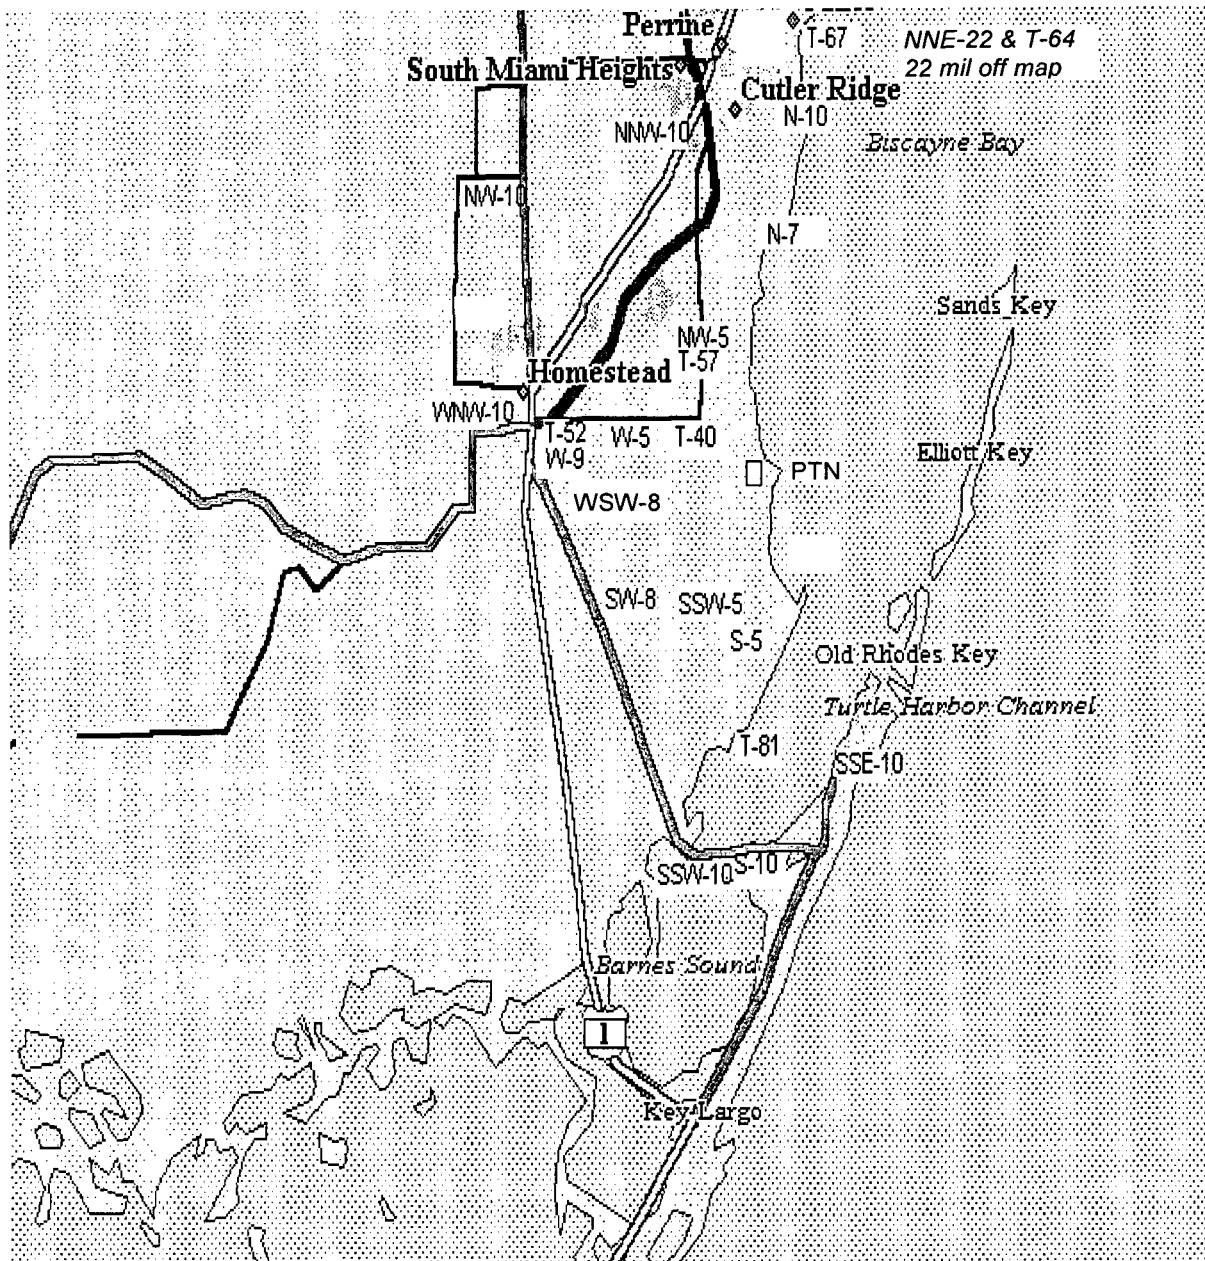 Perrine
T-67
NNE-22 & T-64
22 mil off map
South Miami Heights
Cutler Ridge
N-10
NNW-10
Biscayne Bay
NW-10
N-7
Sands Key
NW-5
T-57
Homestead
WNW-10
T-52
W-5
T-40
W-9
Elliott Key
PTN
WSW-8
SW-8
SSW-5
S-5
Old Rhodes Key
Turtle Harbor Channel
T-81
SSE-10
SSW-10
S-10
Barnes Sound
1
Key Largo